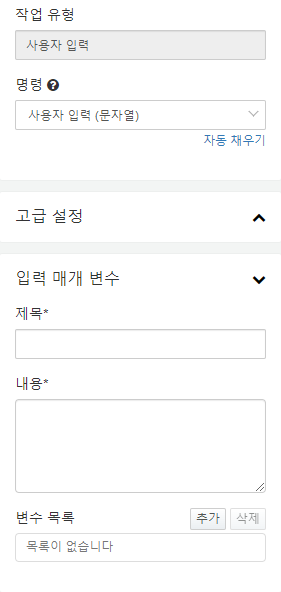 작업 유형
사용자 입력
명령
사용자 입력 (문자열)
자동 채우기
고급 설정
입력 매개 변수
제목*
내용*
변수 목록 추가 삭제
목록이 없습니다